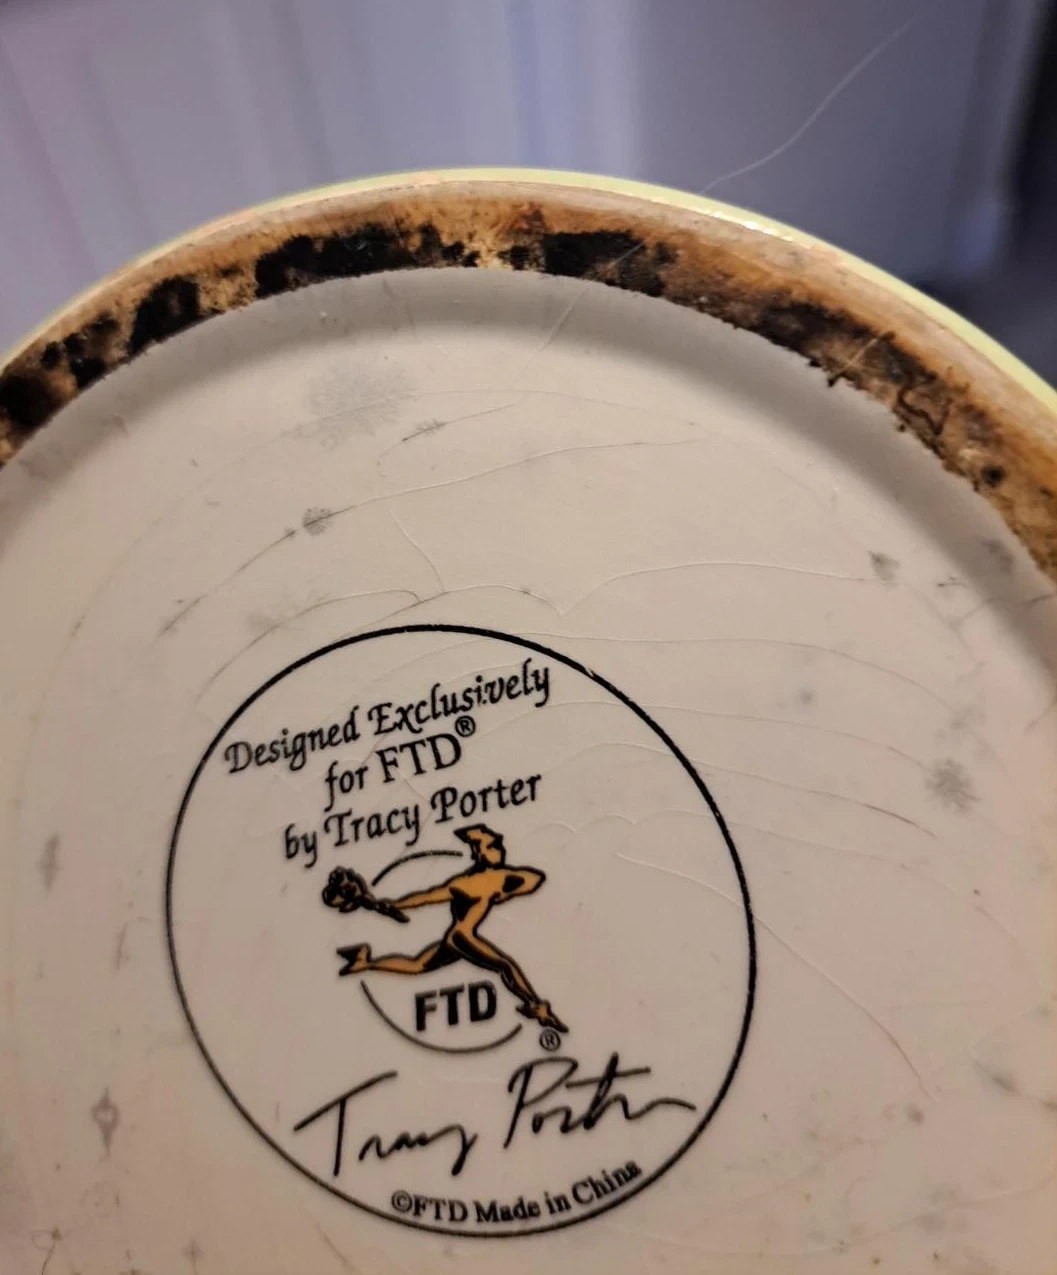 Designed Exclusively
for FTD®
by Tracy Porter
FTD
®
Tracy Porter
©FTD Made in China